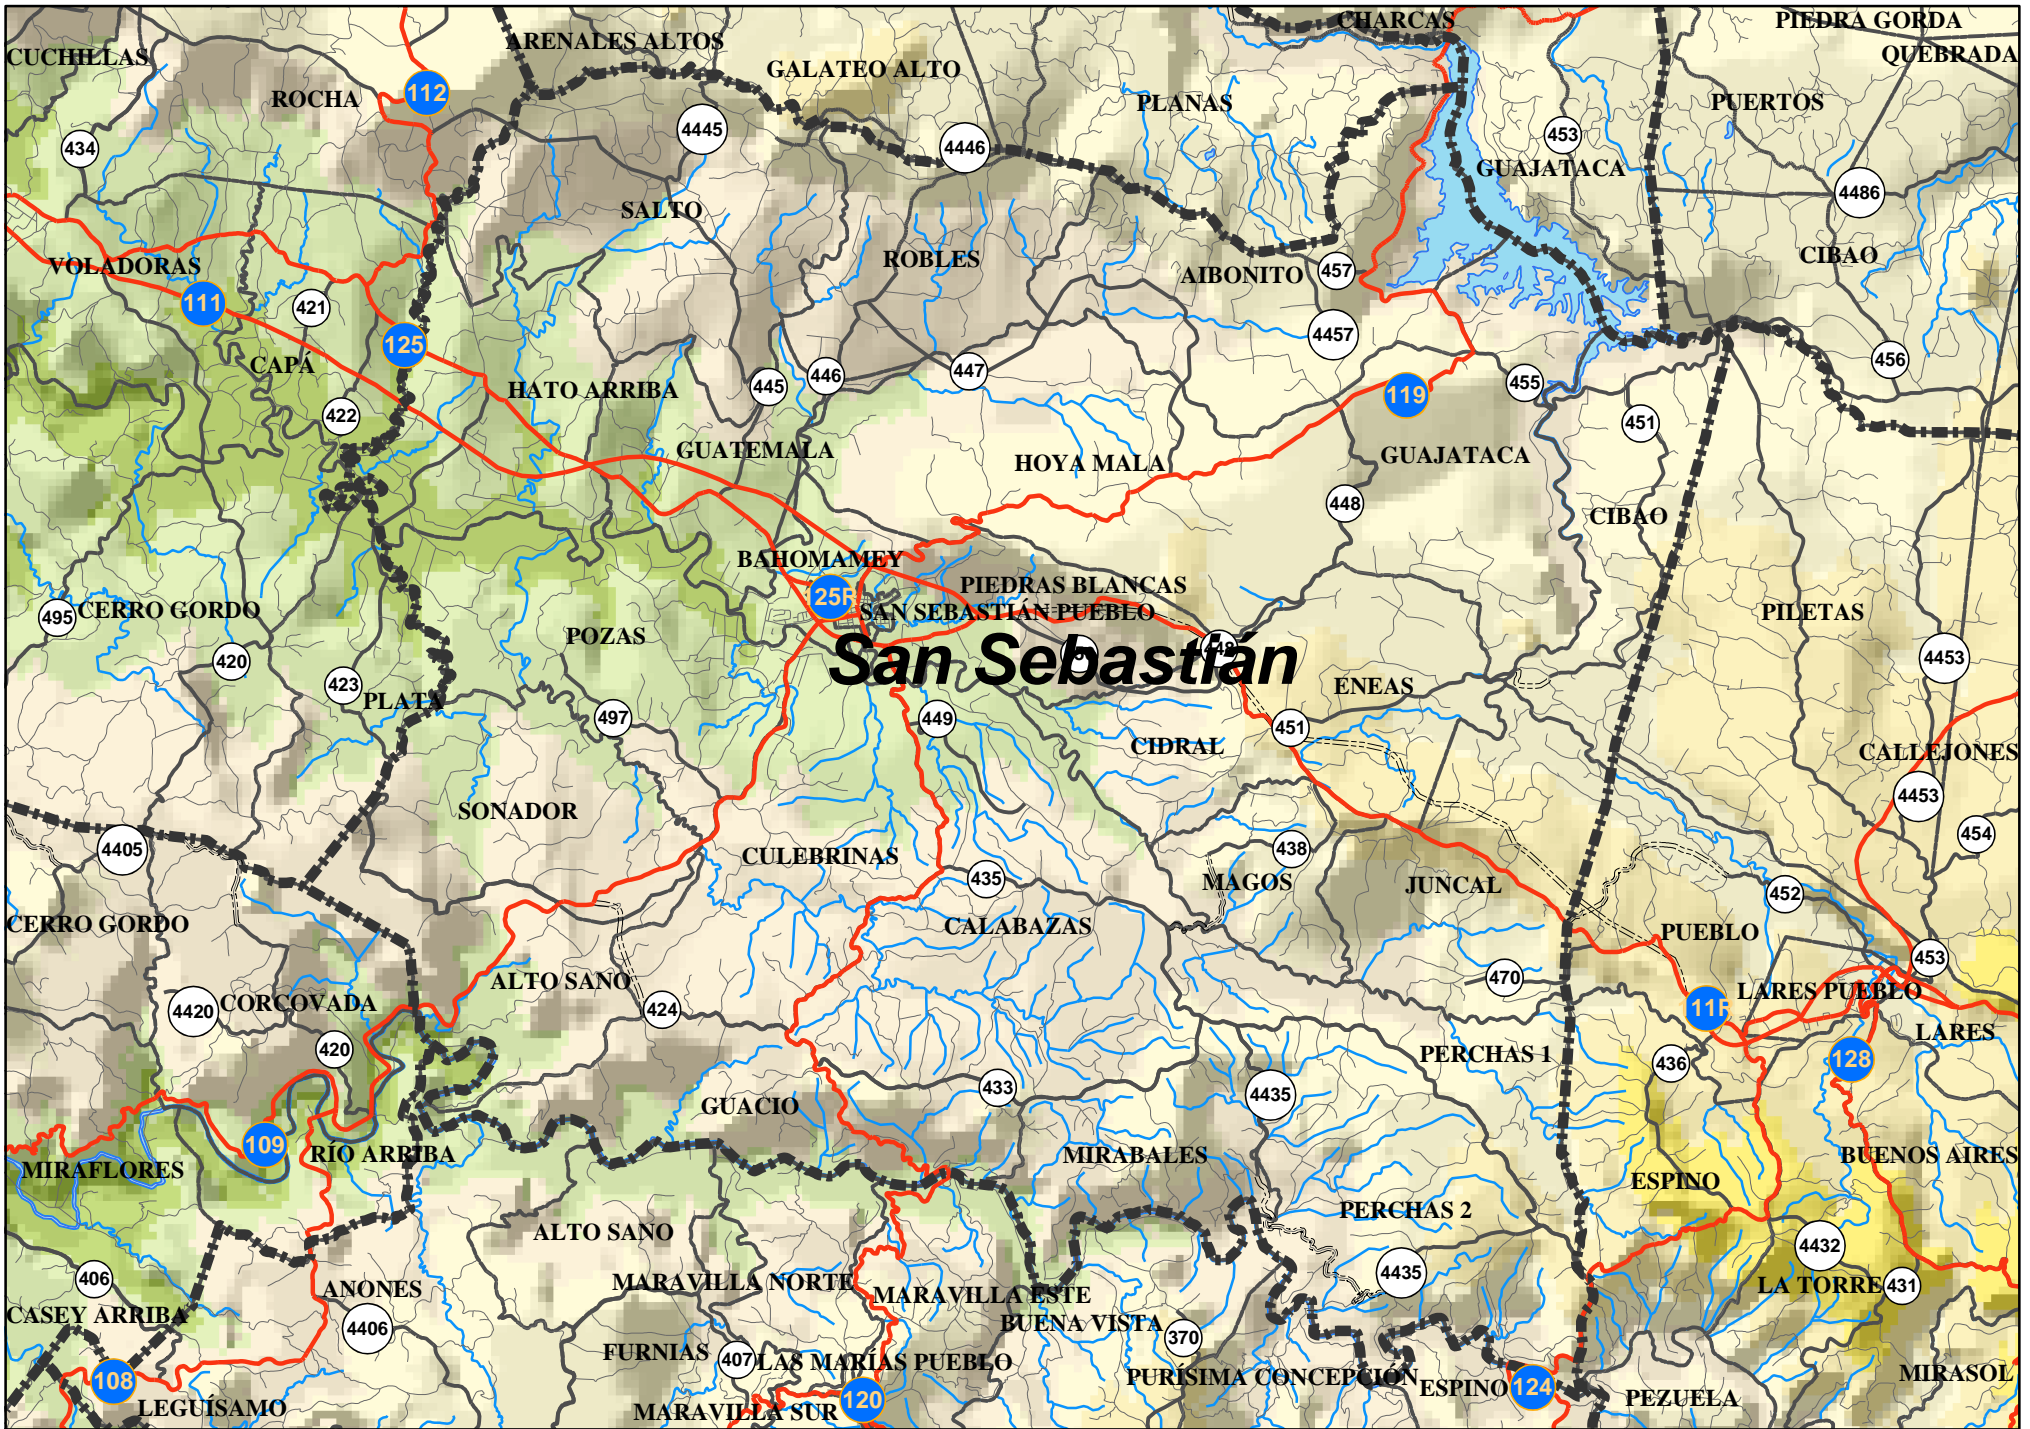 CHARCAS
PIEDRA GORDA
CUCHILLAS
ARENALES ALTOS
QUEBRADA
GALATEO ALTO
ROCHA
112
PLANAS
PUERTOS
434
4445
4446
453
GUAJATACA
4486
SALTO
VOLADORAS
ROBLES
AIBONITO
457
CIBAO
111
421
125
4457
CAPÁ
HATO ARRIBA
445
446
447
119
455
456
422
451
GUATEMALA
HOYA MALA
GUAJATACA
448
CIBAO
BAHOMAMEY
PIEDRAS BLANCAS
25R
SAN SEBASTIÁN PUEBLO
495
CERRO GORDO
POZAS
PILETAS
San Sebastián
448
420
423
PLATA
ENEAS
4453
497
449
CIDRAL
451
CALLEJONES
SONADOR
4453
454
4405
CULEBRINAS
438
435
MAGOS
JUNCAL
452
CERRO GORDO
CALABAZAS
PUEBLO
453
ALTO SANO
470
4420
CORCOVADA
424
LARES PUEBLO
11R
LARES
420
PERCHAS 1
436
128
433
4435
GUACIO
109
RÍO ARRIBA
MIRABALES
BUENOS AIRES
MIRAFLORES
ESPINO
PERCHAS 2
ALTO SANO
4432
406
ANONES
MARAVILLA NORTE
MARAVILLA ESTE
4435
LA TORRE
431
CASEY ARRIBA
4406
BUENA VISTA
370
FURNIAS
407
LAS MARÍAS PUEBLO
108
PURÍSIMA CONCEPCIÓN
ESPINO
124
MIRASOL
LEGUÍSAMO
MARAVILLA SUR
120
PEZUELA